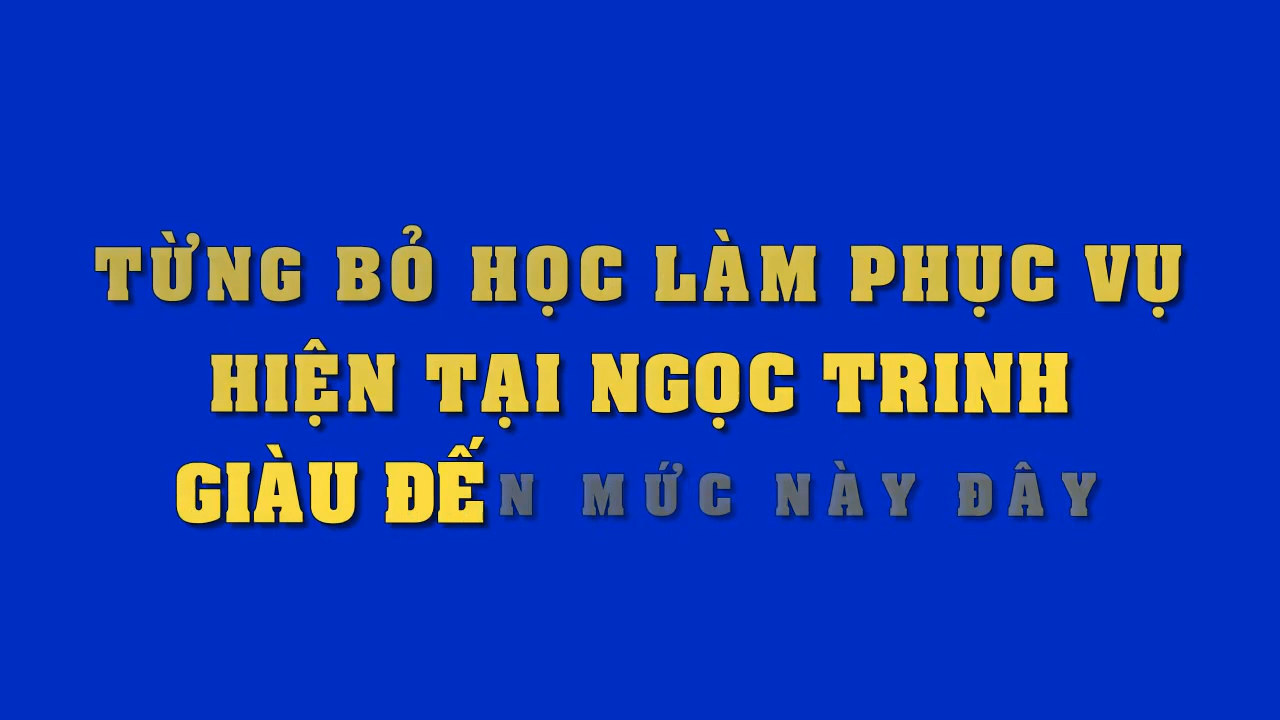 TỪNG BỎ HỌC LÀM PHỤC VỤ
HIỆN TẠI NGỌC TRINH
GIÀU ĐẾN MỨC NÀY ĐÂY